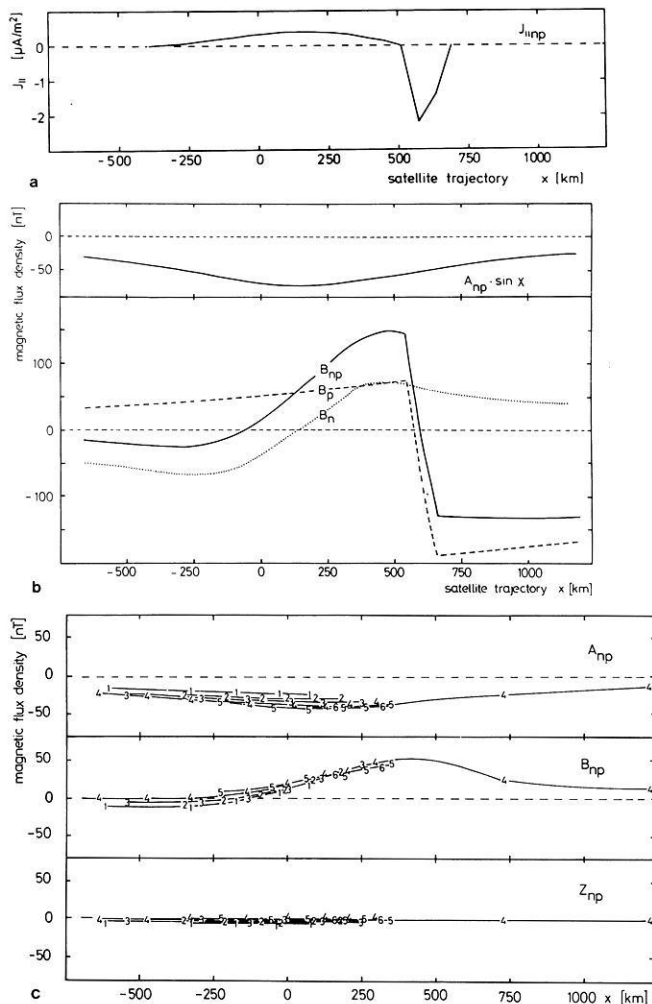 J_II [µA/m²]
0
-1
-2
J_IInp
-500 -250 0 250 500 750 1000
satellite trajectory x [km]
a
magnetic flux density [nT]
0
-50
A_np · sin χ
100
0
-100
B_np
B_p
B_n
-500 -250 0 250 500 750 1000
satellite trajectory x [km]
b
magnetic flux density [nT]
50
0
-50
A_np
50
0
-50
B_np
50
0
-50
Z_np
-500 -250 0 250 500 750 1000 x [km]
c